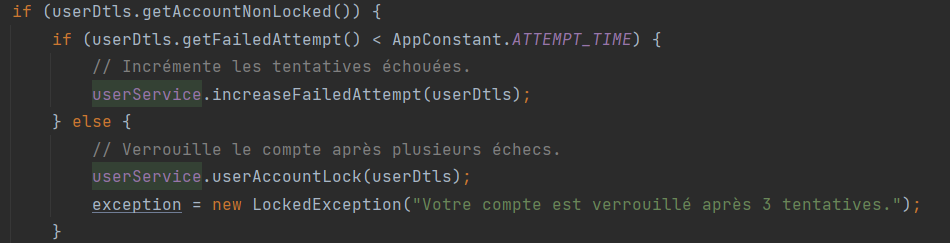 if (userDtls.getAccountNonLocked()) {
if (userDtls.getFailedAttempt() < AppConstant.ATTEMPT_TIME) {
// Incrémente les tentatives échouées.
userService.increaseFailedAttempt(userDtls);
} else {
// Verrouille le compte après plusieurs échecs.
userService.userAccountLock(userDtls);
exception = new LockedException("Votre compte est verrouillé après 3 tentatives.");
}